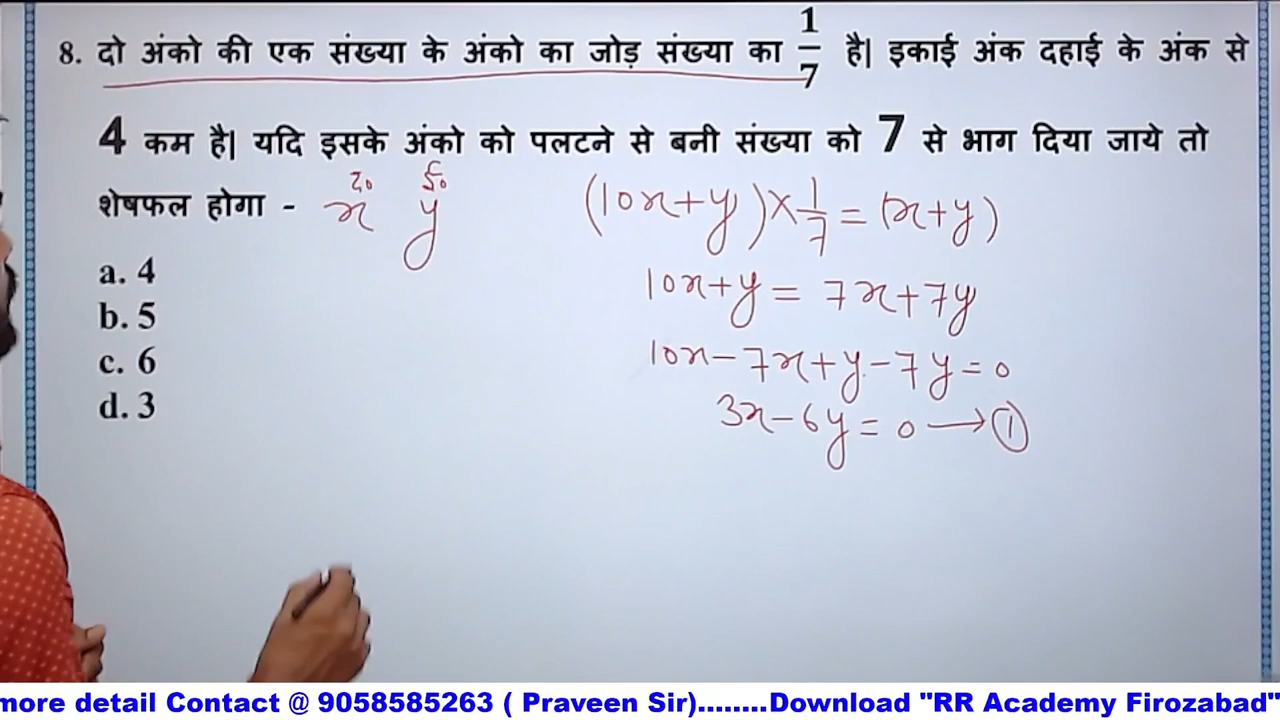 8. दो अंको की एक संख्या के अंको का जोड़ संख्या का 1/7 है| इकाई अंक दहाई के अंक से
4 कम है| यदि इसके अंको को पलटने से बनी संख्या को 7 से भाग दिया जाये तो
शेषफल होगा -
द० इ०
x y
(10x+y)×1/7=(x+y)
a. 4
10x+y = 7x+7y
b. 5
10x-7x+y-7y=0
c. 6
3x-6y=0→①
d. 3
more detail Contact @ 9058585263 ( Praveen Sir)........Download "RR Academy Firozabad"